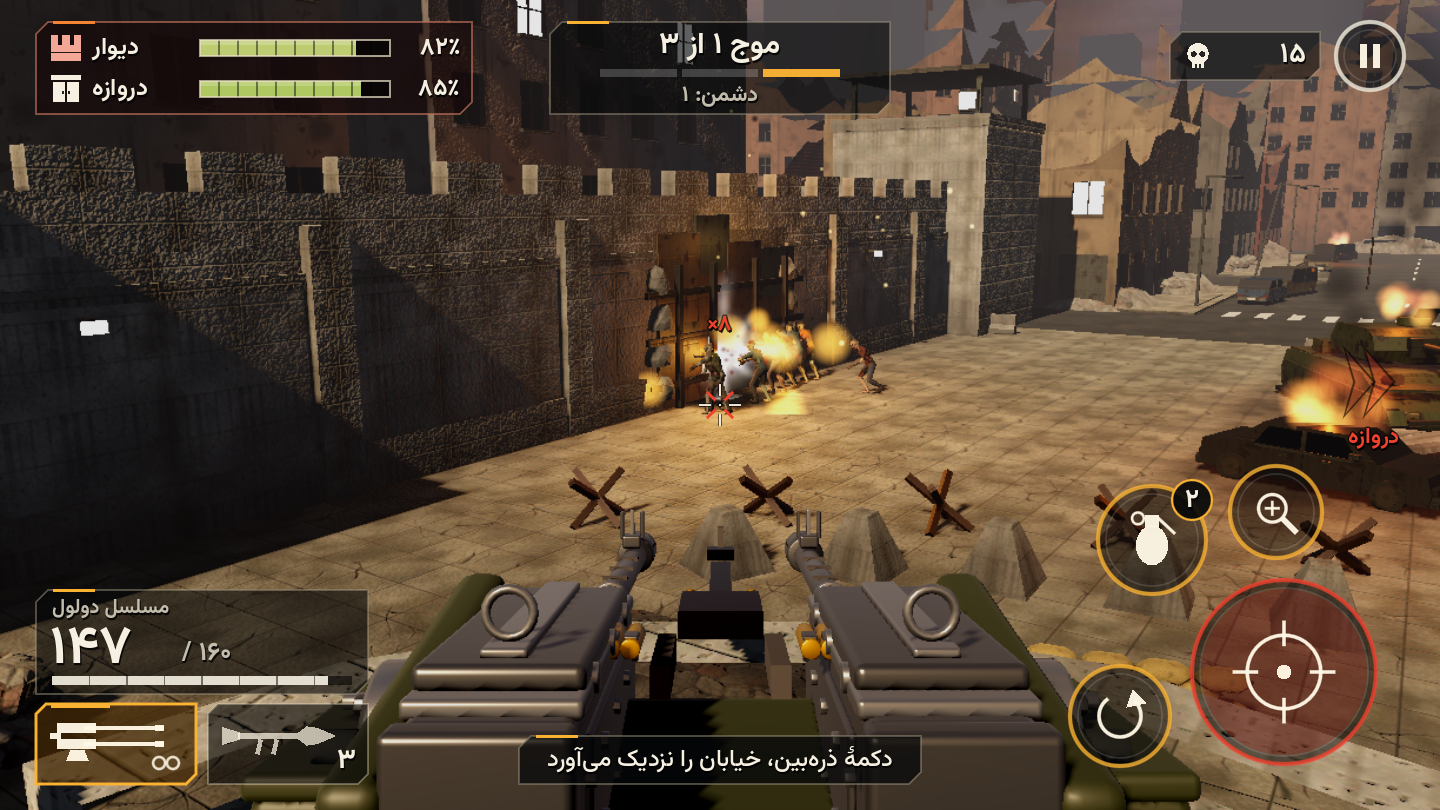 دیوار ۸۲٪
دروازه ۸۵٪
موج ۱ از ۳
دشمن: ۱
۱۵
×۸
دروازه
۲
مسلسل دولول
۱۴۷ / ۱۶۰
∞
۳
دکمهٔ ذره‌بین، خیابان را نزدیک می‌آورد